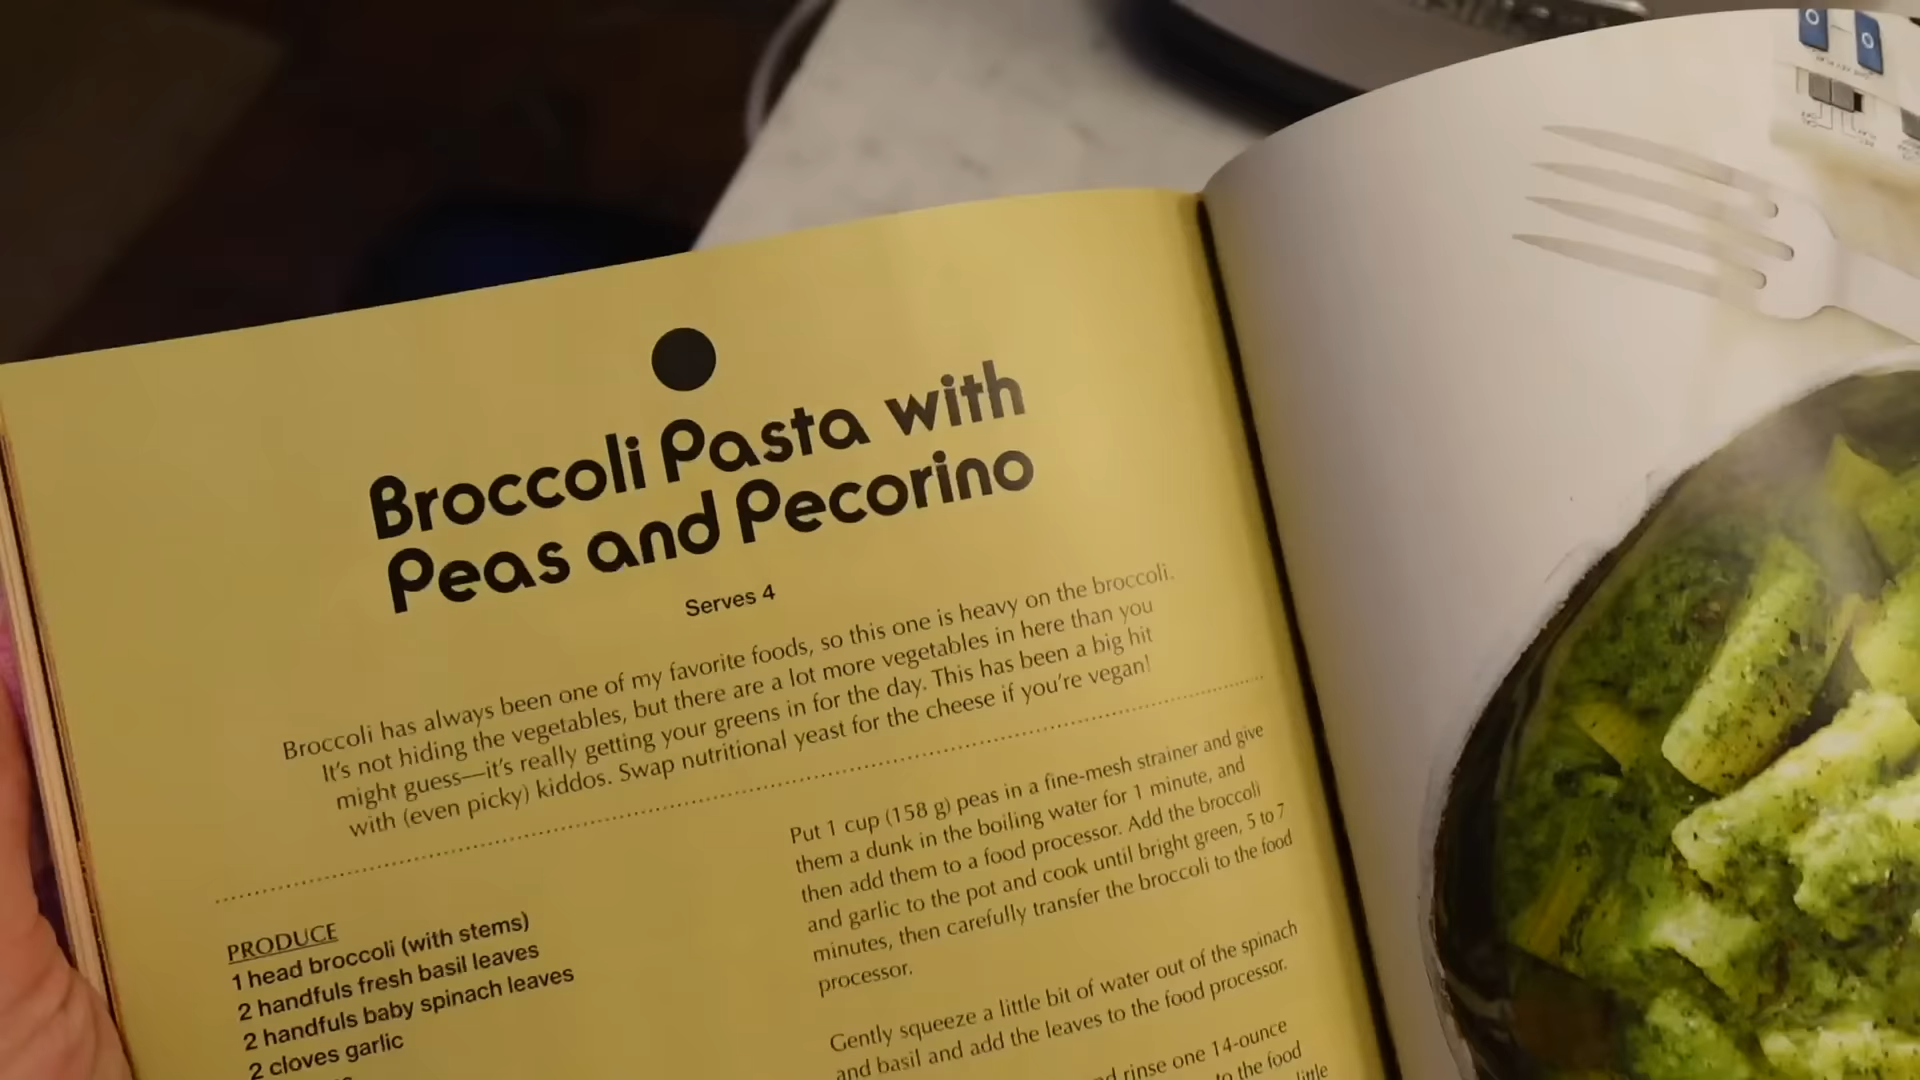 Broccoli Pasta with
Peas and Pecorino
Serves 4
Broccoli has always been one of my favorite foods, so this one is heavy on the broccoli.
It's not hiding the vegetables, but there are a lot more vegetables in here than you
might guess—it's really getting your greens in for the day. This has been a big hit
with (even picky) kiddos. Swap nutritional yeast for the cheese if you're vegan!
PRODUCE
1 head broccoli (with stems)
2 handfuls fresh basil leaves
2 handfuls baby spinach leaves
2 cloves garlic
Put 1 cup (158 g) peas in a fine-mesh strainer and give
them a dunk in the boiling water for 1 minute, and
then add them to a food processor. Add the broccoli
and garlic to the pot and cook until bright green, 5 to 7
minutes, then carefully transfer the broccoli to the food
processor.
Gently squeeze a little bit of water out of the spinach
and basil and add the leaves to the food processor.
rinse one 14-ounce
to the food
little